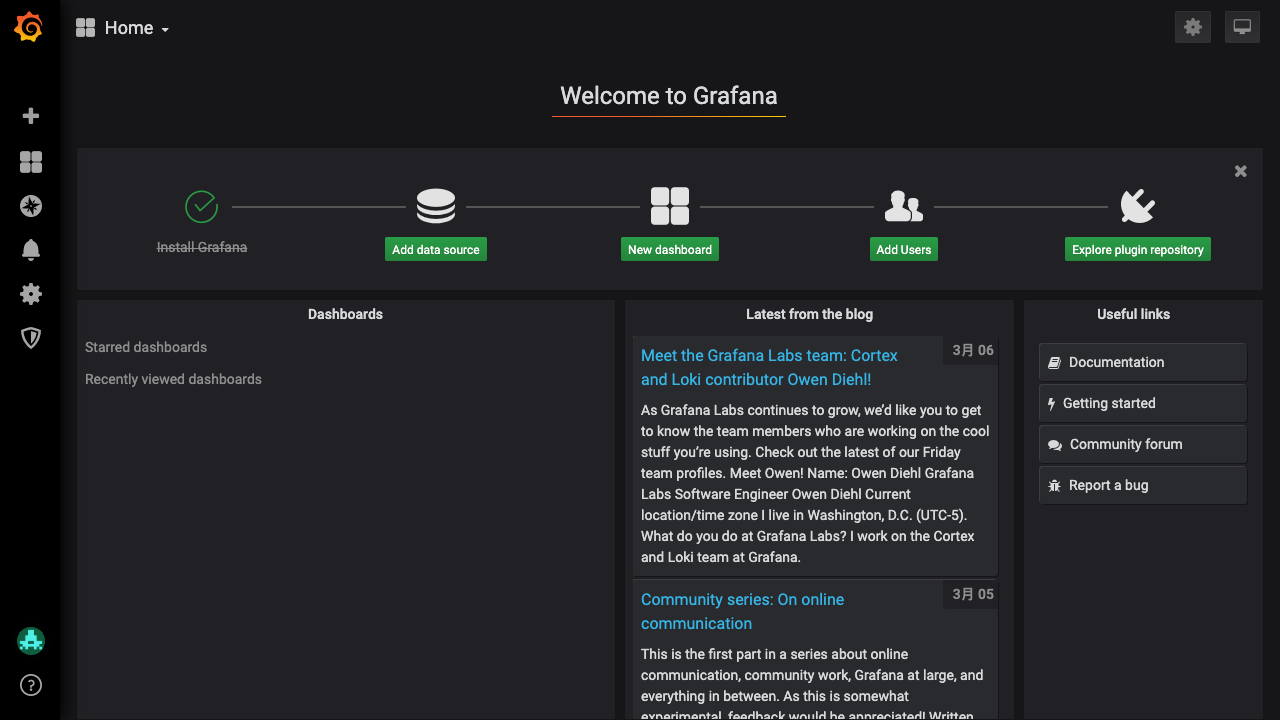 Home
Welcome to Grafana
Install Grafana
Add data source
New dashboard
Add Users
Explore plugin repository
Dashboards
Starred dashboards
Recently viewed dashboards
Latest from the blog
3月 06
Meet the Grafana Labs team: Cortex
and Loki contributor Owen Diehl!
As Grafana Labs continues to grow, we’d like you to get
to know the team members who are working on the cool
stuff you’re using. Check out the latest of our Friday
team profiles. Meet Owen! Name: Owen Diehl Grafana
Labs Software Engineer Owen Diehl Current
location/time zone I live in Washington, D.C. (UTC-5).
What do you do at Grafana Labs? I work on the Cortex
and Loki team at Grafana.
3月 05
Community series: On online
communication
This is the first part in a series about online
communication, community work, Grafana at large, and
everything in between. As this is somewhat
experimental, feedback would be appreciated! Written
Useful links
Documentation
Getting started
Community forum
Report a bug